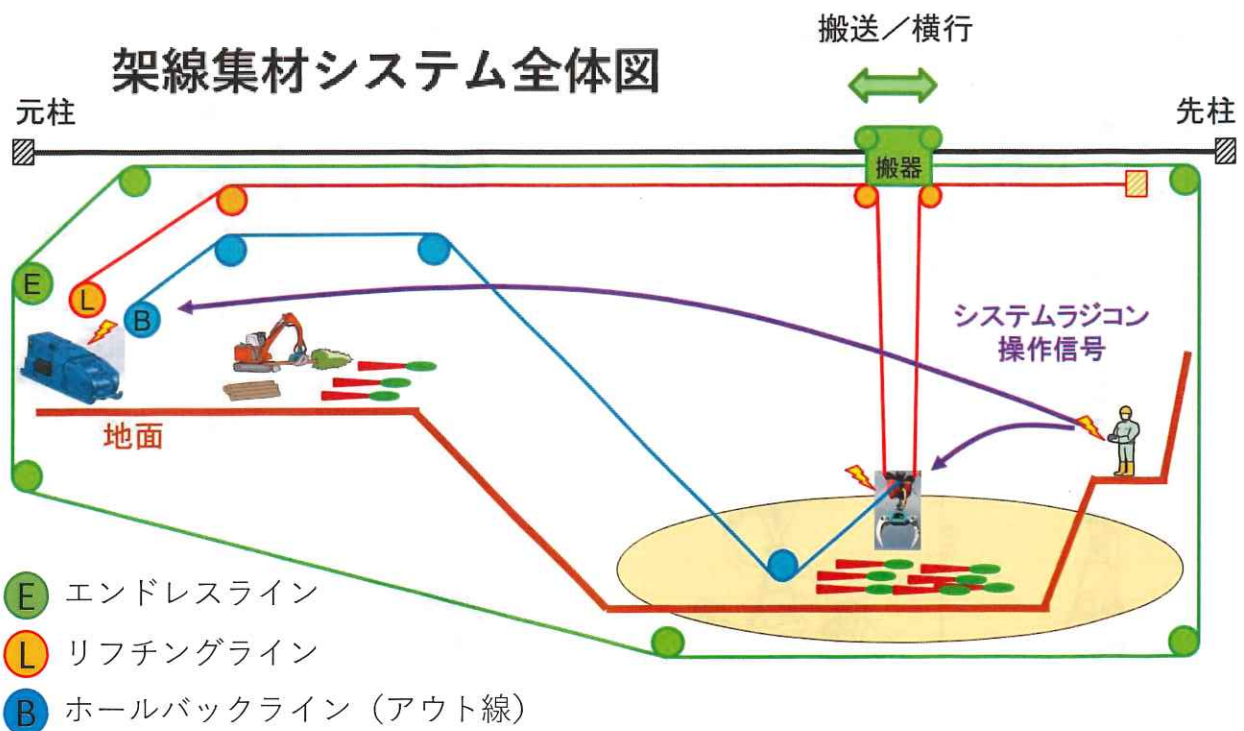 架線集材システム全体図
搬送／横行
元柱
先柱
搬器
E
L
B
システムラジコン
操作信号
地面
E エンドレスライン
L リフチングライン
B ホールバックライン（アウト線）